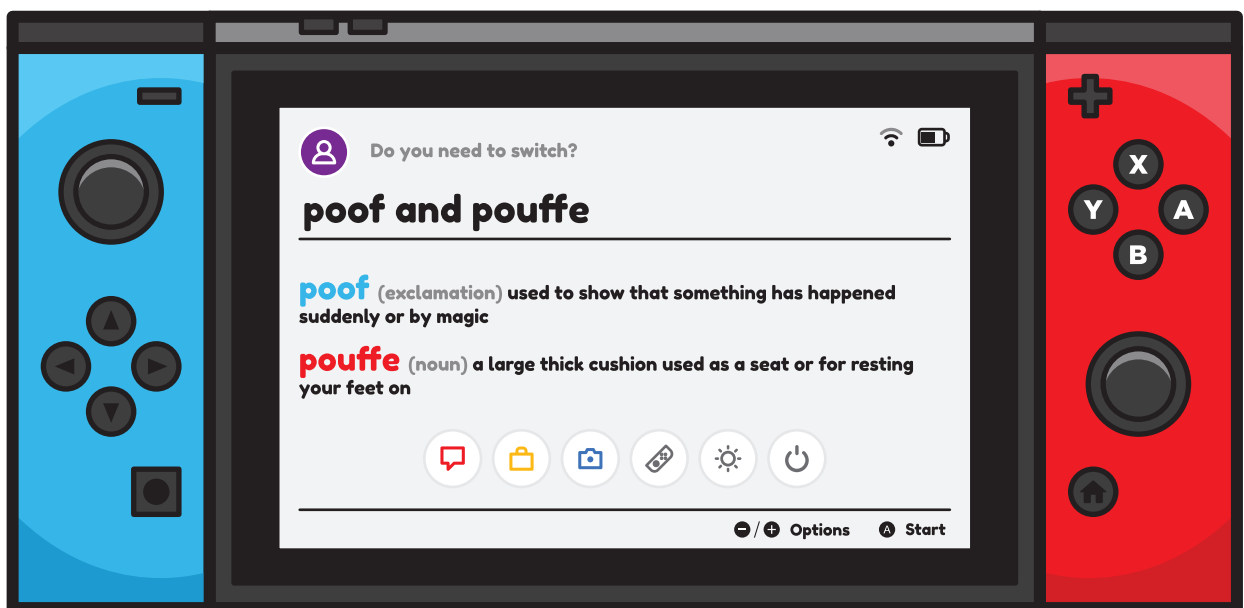 Do you need to switch?
poof and pouffe
poof (exclamation) used to show that something has happened
suddenly or by magic
pouffe (noun) a large thick cushion used as a seat or for resting
your feet on
X
Y A
B
-/+ Options A Start